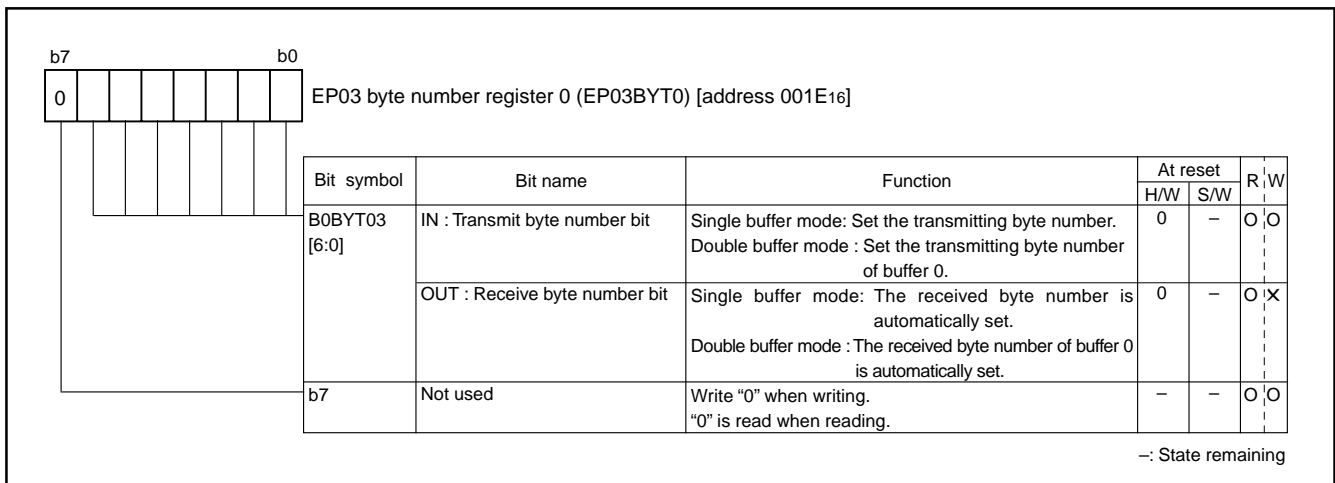 b7 b0
0
EP03 byte number register 0 (EP03BYT0) [address 001E16]
Bit symbol Bit name Function At reset R W
H/W S/W
B0BYT03 IN : Transmit byte number bit Single buffer mode: Set the transmitting byte number. 0 – O O
[6:0] Double buffer mode : Set the transmitting byte number
of buffer 0.
OUT : Receive byte number bit Single buffer mode: The received byte number is 0 – O ×
automatically set.
Double buffer mode : The received byte number of buffer 0
is automatically set.
b7 Not used Write “0” when writing. – – O O
“0” is read when reading.
–: State remaining